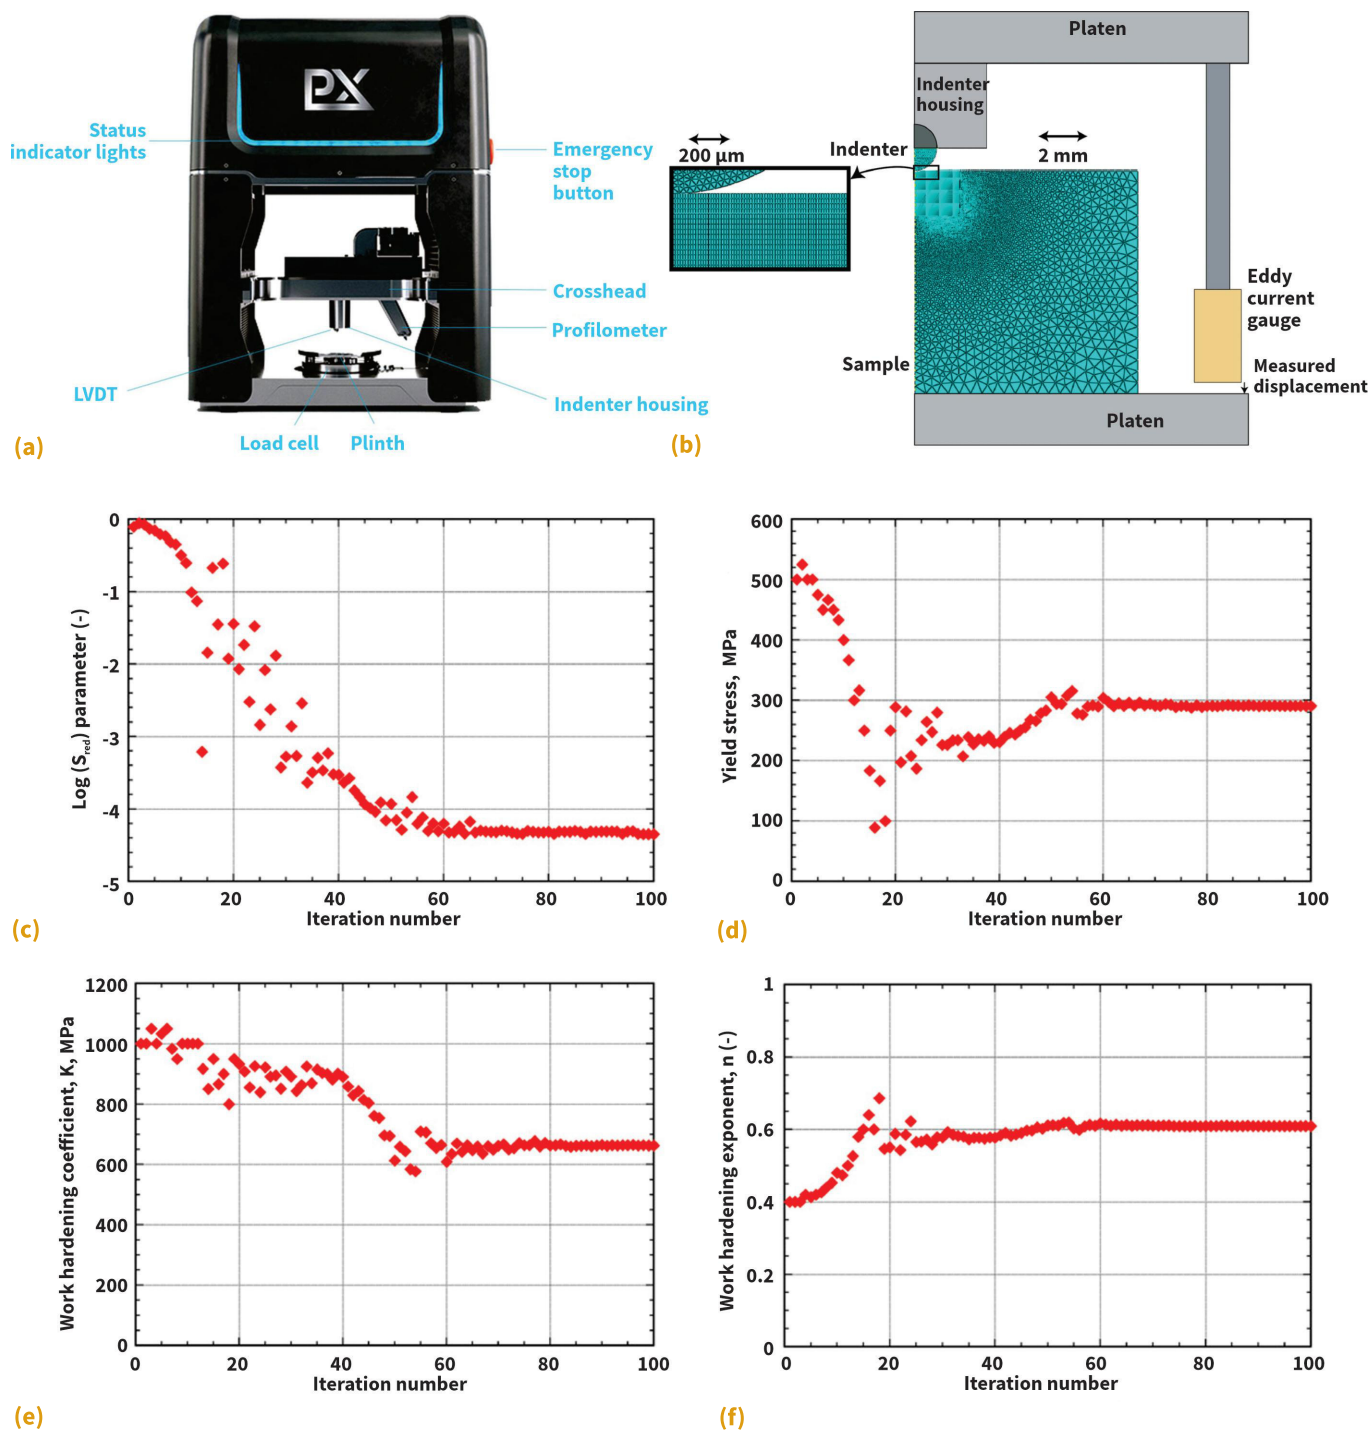 PX
Status
indicator lights
Emergency
stop
button
Crosshead
Profilometer
LVDT
Indenter housing
Load cell
Plinth
(a)
Platen
Indenter
housing
200 µm
Indenter
2 mm
Eddy
current
gauge
Sample
Measured
displacement
Platen
(b)
0
-1
-2
-3
-4
-5
Log (Sred) parameter (-)
0 20 40 60 80 100
Iteration number
(c)
600
500
400
300
200
100
0
Yield stress, MPa
0 20 40 60 80 100
Iteration number
(d)
1200
1000
800
600
400
200
0
Work hardening coefficient, K, MPa
0 20 40 60 80 100
Iteration number
(e)
1
0.8
0.6
0.4
0.2
0
Work hardening exponent, n (-)
0 20 40 60 80 100
Iteration number
(f)